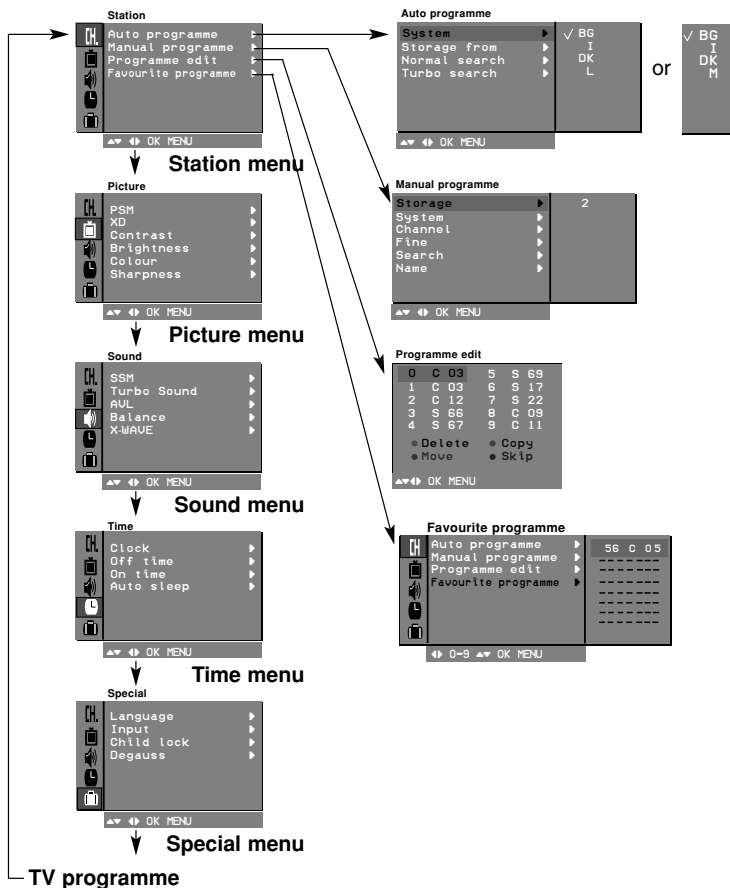 Station
CH.
Auto programme
Manual programme
Programme edit
Favourite programme
OK MENU
Station menu
Picture
CH.
PSM
XD
Contrast
Brightness
Colour
Sharpness
OK MENU
Picture menu
Sound
CH.
SSM
Turbo Sound
AVL
Balance
X-WAVE
OK MENU
Sound menu
Time
CH.
Clock
Off time
On time
Auto sleep
OK MENU
Time menu
Special
CH.
Language
Input
Child lock
Degauss
OK MENU
Special menu
TV programme
Auto programme
System
Storage from
Normal search
Turbo search
✓ BG
I
DK
L
OK MENU
or
✓ BG
I
DK
M
Manual programme
Storage 2
System
Channel
Fine
Search
Name
OK MENU
Programme edit
0 C 03 5 S 69
1 C 03 6 S 17
2 C 12 7 S 22
3 S 66 8 C 09
4 S 67 9 C 11
Delete Copy
Move Skip
OK MENU
Favourite programme
CH
Auto programme
Manual programme
Programme edit
Favourite programme
56 C 05
- - - - - -
- - - - - -
- - - - - -
- - - - - -
- - - - - -
- - - - - -
- - - - - -
0-9 OK MENU